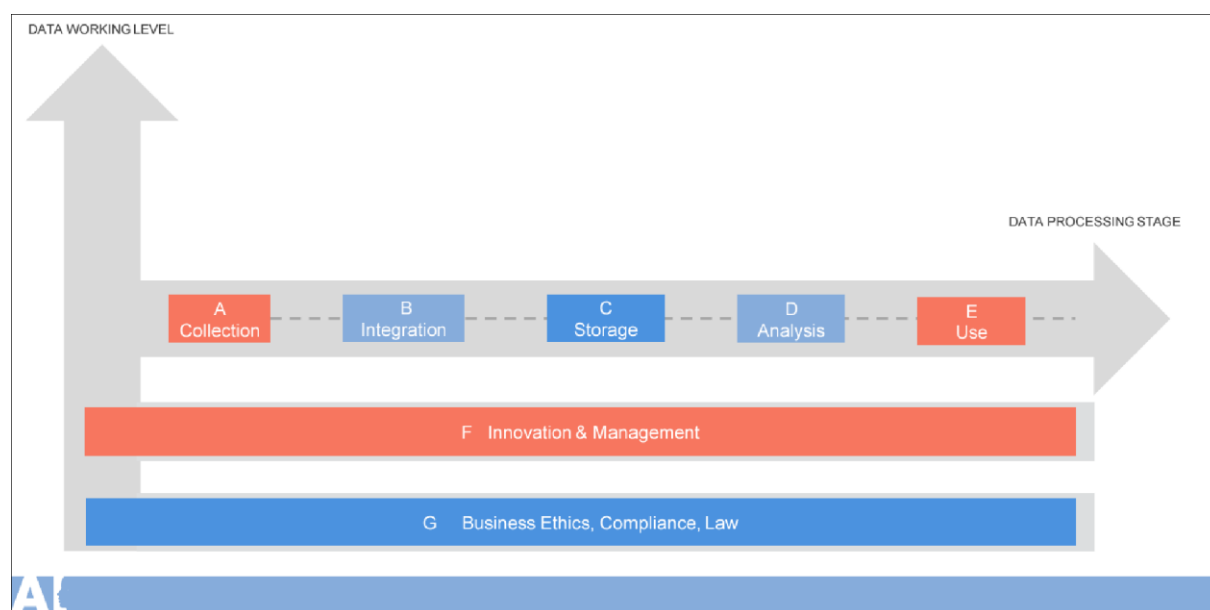 DATA WORKING LEVEL
DATA PROCESSING STAGE
A
Collection
B
Integration
C
Storage
D
Analysis
E
Use
F Innovation & Management
G Business Ethics, Compliance, Law